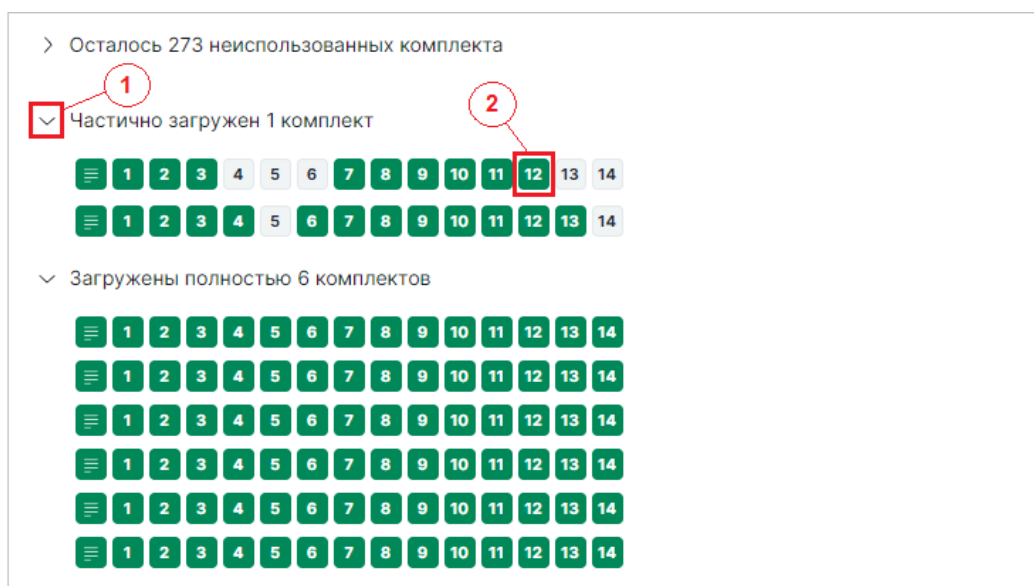 Осталось 273 неиспользованных комплекта
1
2
Частично загружен 1 комплект
1 2 3 4 5 6 7 8 9 10 11 12 13 14
1 2 3 4 5 6 7 8 9 10 11 12 13 14
Загружены полностью 6 комплектов
1 2 3 4 5 6 7 8 9 10 11 12 13 14
1 2 3 4 5 6 7 8 9 10 11 12 13 14
1 2 3 4 5 6 7 8 9 10 11 12 13 14
1 2 3 4 5 6 7 8 9 10 11 12 13 14
1 2 3 4 5 6 7 8 9 10 11 12 13 14
1 2 3 4 5 6 7 8 9 10 11 12 13 14